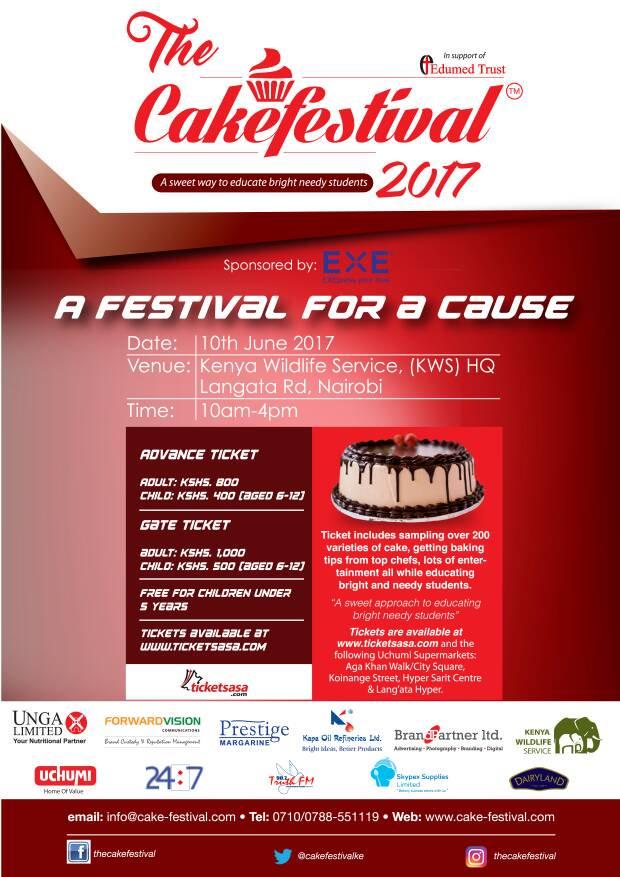 The
In support of
Edumed Trust
Cakefestival TM
A sweet way to educate bright needy students
2017
Sponsored by: EXE
A FESTIVAL FOR A CAUSE
Date: 10th June 2017
Venue: Kenya Wildlife Service, (KWS) HQ
Langata Rd, Nairobi
Time: 10am-4pm
ADVANCE TICKET
ADULT: KSHS. 800
CHILD: KSHS. 400 (AGED 6-12)
GATE TICKET
ADULT: KSHS. 1,000
CHILD: KSHS. 500 (AGED 6-12)
FREE FOR CHILDREN UNDER
5 YEARS
TICKETS AVAILABLE AT
WWW.TICKETSASA.COM
ticketsasa
.com
Ticket includes sampling over 200
varieties of cake, getting baking
tips from top chefs, lots of enter-
tainment all while educating
bright and needy students.
"A sweet approach to educating
bright needy students"
Tickets are available at
www.ticketsasa.com and the
following Uchumi Supermarkets:
Aga Khan Walk/City Square,
Koinange Street, Hyper Sarit Centre
& Lang'ata Hyper.
UNGA
LIMITED
Your Nutritional Partner
FORWARDVISION
COMMUNICATIONS
Brand Custody & Reputation Management
Prestige
MARGARINE
Kapa Oil Refineries Ltd.
Bright Ideas, Better Products
BrandPartner ltd.
Advertising - Photography - Branding - Digital
KENYA
WILDLIFE
SERVICE
UCHUMI
Home Of Value
24:7
Truth FM
Skypex Supplies
Limited
DAIRYLAND
email: info@cake-festival.com • Tel: 0710/0788-551119 • Web: www.cake-festival.com
thecakefestival
@cakefestivalke
thecakefestival